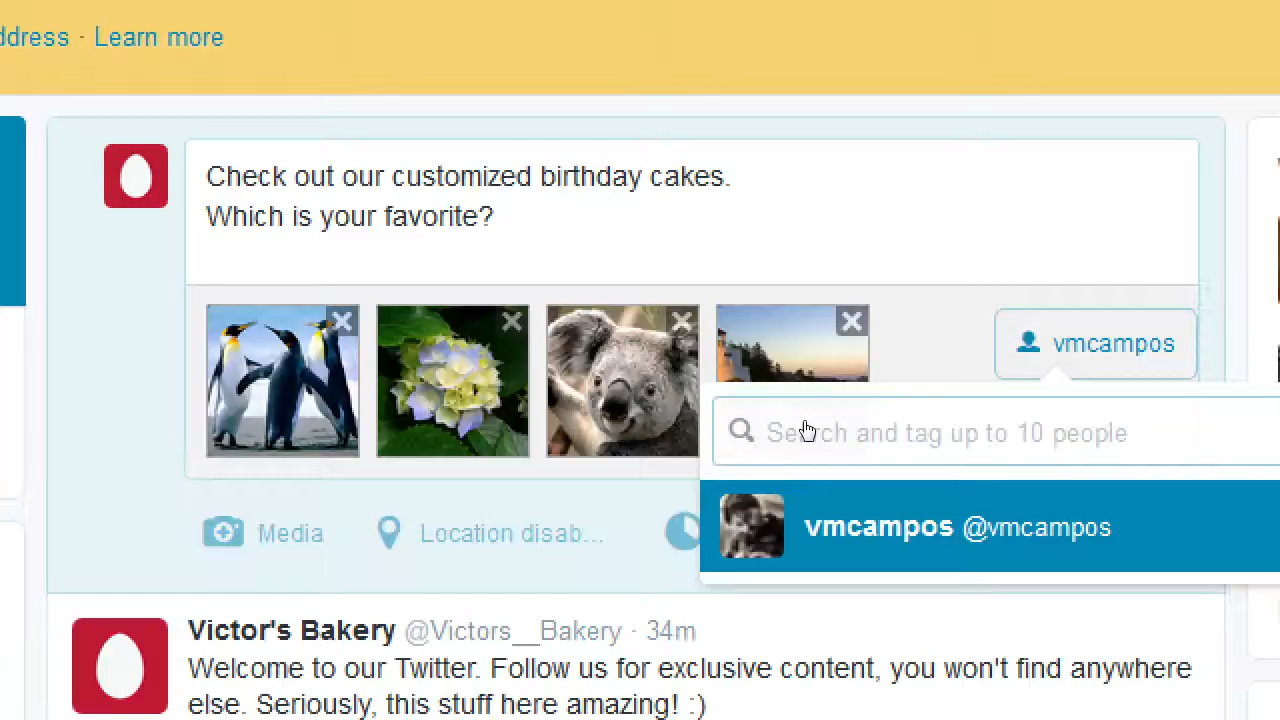 ddress · Learn more
Check out our customized birthday cakes.
Which is your favorite?
vmcampos
Search and tag up to 10 people
vmcampos @vmcampos
Media
Location disab...
Victor's Bakery @Victors__Bakery · 34m
Welcome to our Twitter. Follow us for exclusive content, you won't find anywhere
else. Seriously, this stuff here amazing! :)